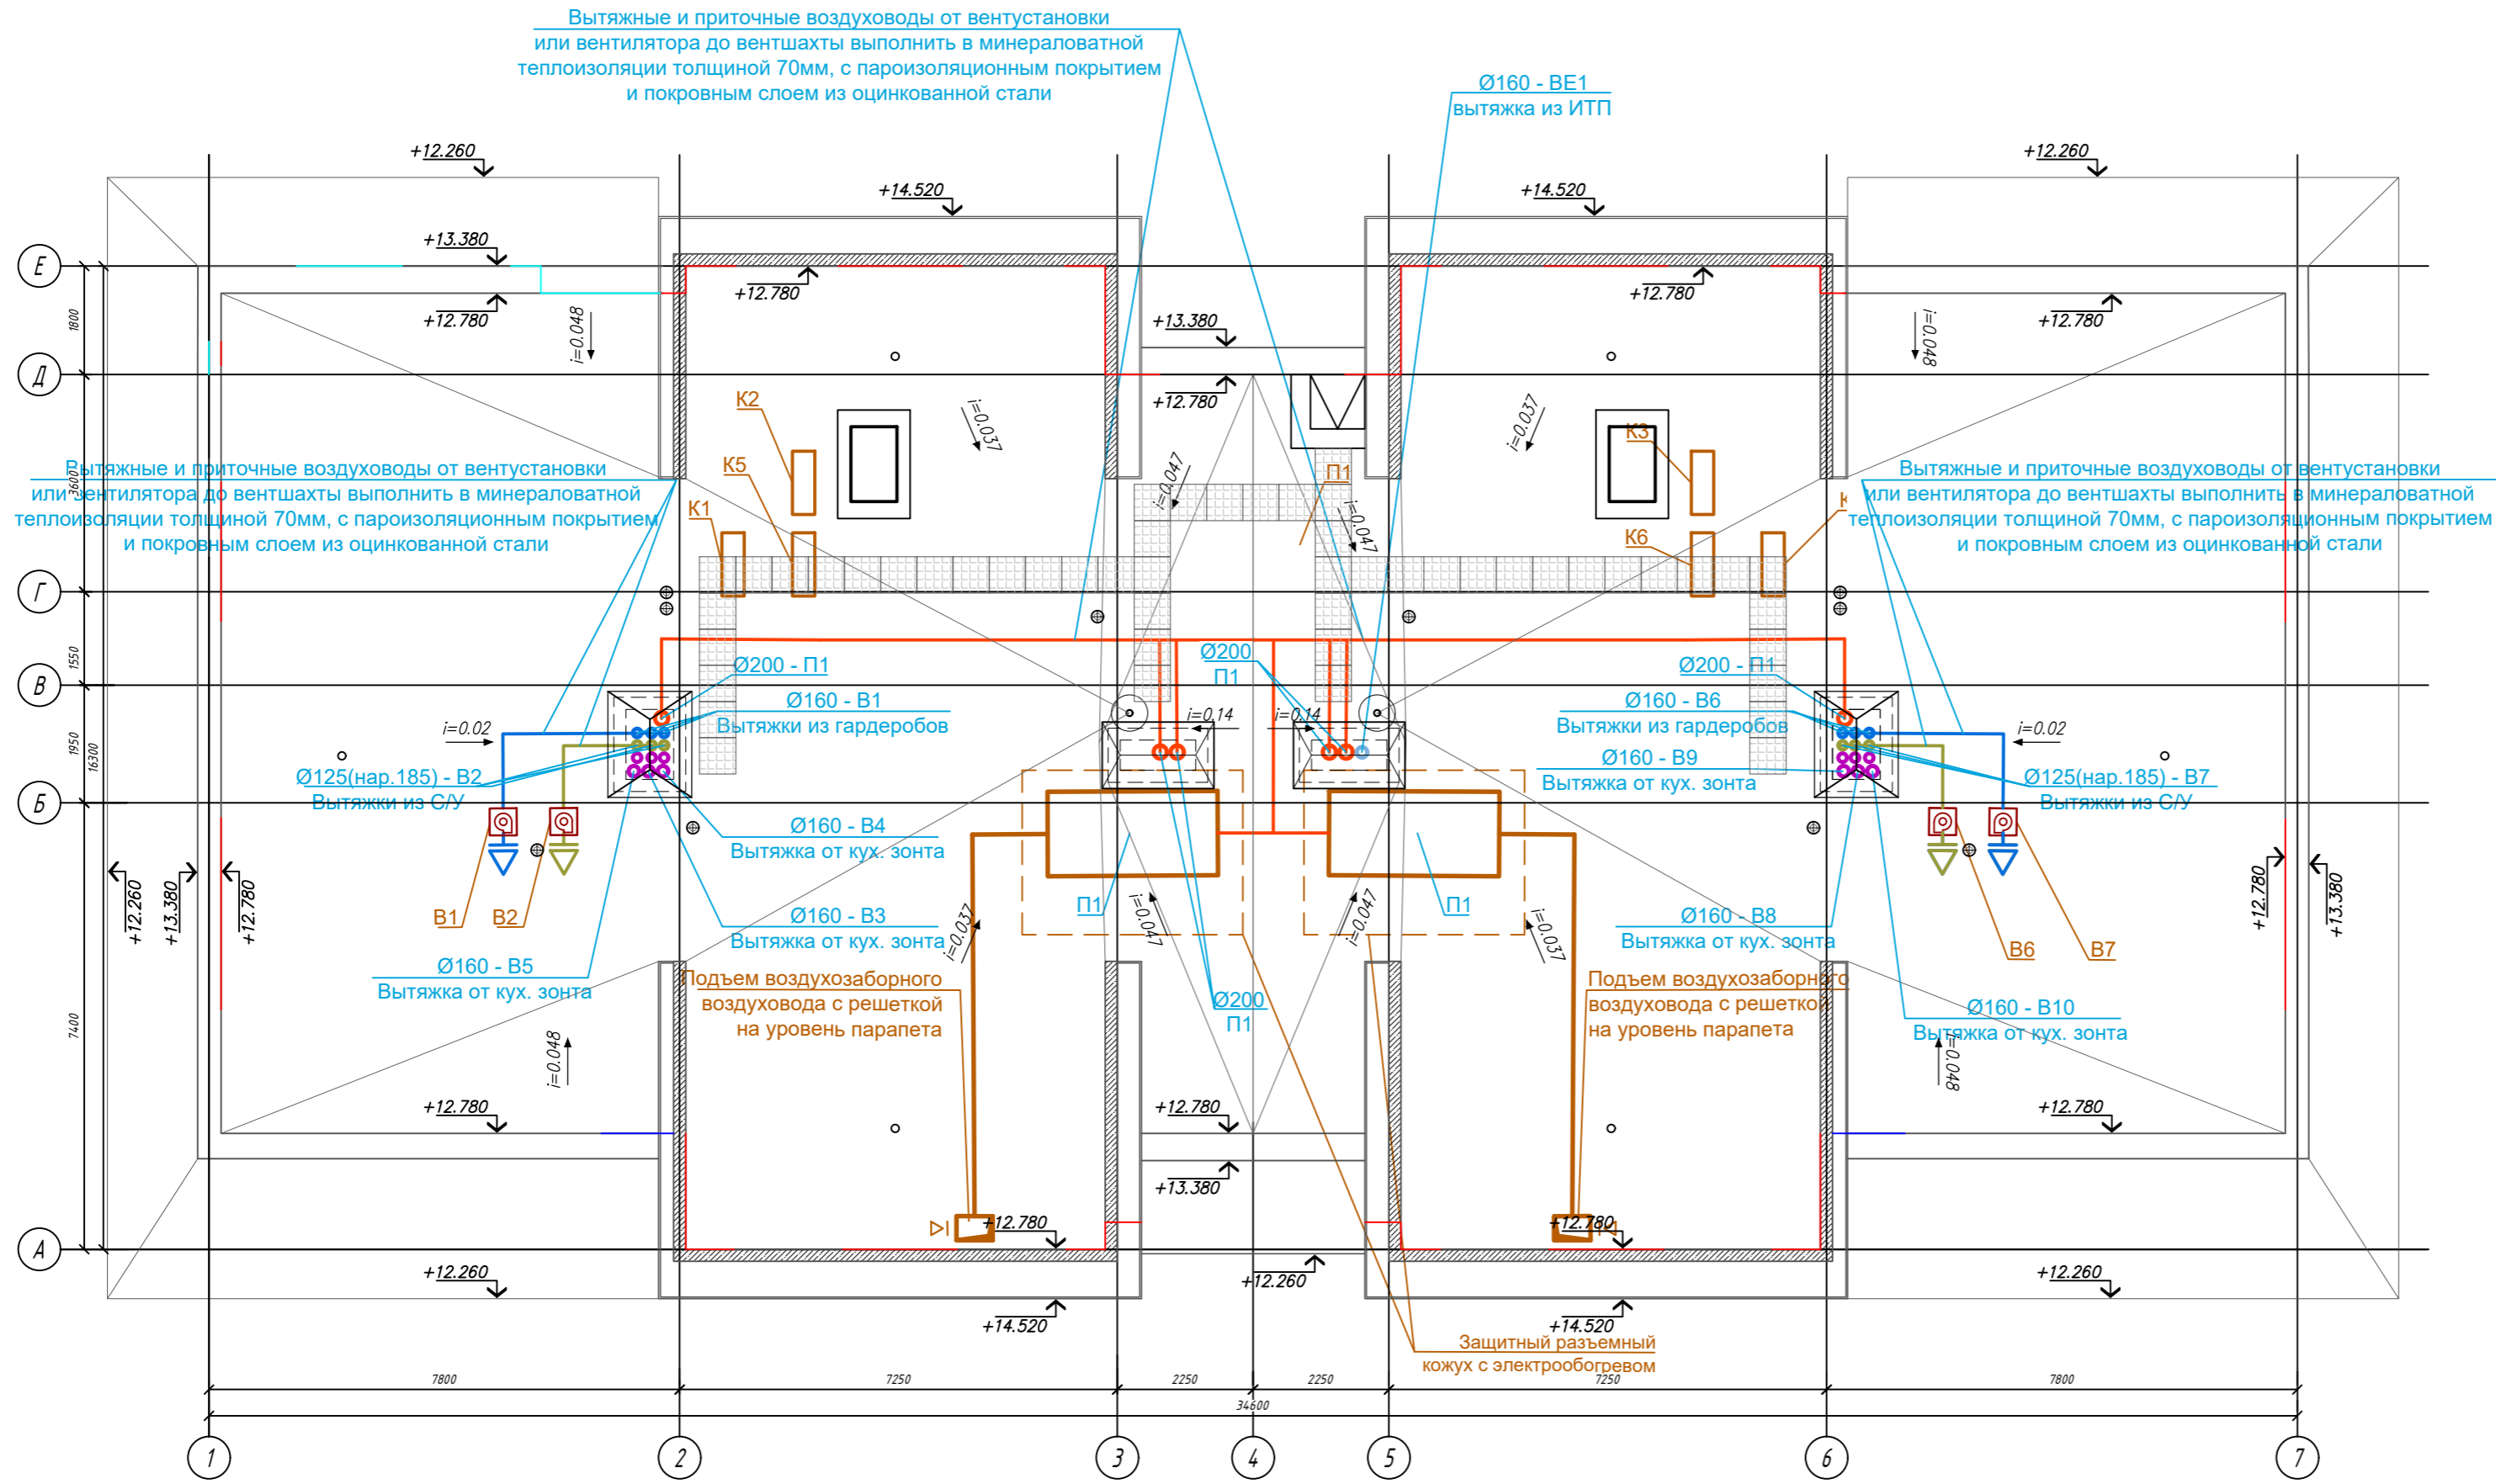 Вытяжные и приточные воздуховоды от вентустановки
или вентилятора до вентшахты выполнить в минераловатной
теплоизоляции толщиной 70мм, с пароизоляционным покрытием
и покровным слоем из оцинкованной стали
Ø160 - ВЕ1
вытяжка из ИТП
+12.260
+12.260
+14.520
+14.520
+13.380
Е
+12.780
+12.780
+12.780
+12.780
1800
i=0.048
+13.380
i=0.048
Д
+12.780
К2
i=0.037
i=0.037
К3
К5
i=0.047
П1
Вытяжные и приточные воздуховоды от вентустановки
или вентилятора до вентшахты выполнить в минераловатной
теплоизоляции толщиной 70мм, с пароизоляционным покрытием
и покровным слоем из оцинкованной стали
3600
К1
i=0.047
К6
Вытяжные и приточные воздуховоды от вентустановки
или вентилятора до вентшахты выполнить в минераловатной
теплоизоляции толщиной 70мм, с пароизоляционным покрытием
и покровным слоем из оцинкованной стали
Г
1550
Ø200 - П1
Ø200
П1
Ø200 - П1
В
Ø160 - В1
Вытяжки из гардеробов
Ø160 - В6
Вытяжки из гардеробов
i=0.02
i=0.14
i=0.14
i=0.02
1950
16300
Ø125(нар.185) - В2
Вытяжки из С/У
Ø160 - В9
Вытяжка от кух. зонта
Ø125(нар.185) - В7
Вытяжки из С/У
Б
Ø160 - В4
Вытяжка от кух. зонта
+12.260
+13.380
+12.780
+12.780
+13.380
В1
В2
Ø160 - В3
Вытяжка от кух. зонта
i=0.037
П1
i=0.047
i=0.047
П1
i=0.037
Ø160 - В8
Вытяжка от кух. зонта
В6
В7
Ø160 - В5
Вытяжка от кух. зонта
Подъем воздухозаборного
воздуховода с решеткой
на уровень парапета
Ø200
П1
Подъем воздухозаборного
воздуховода с решеткой
на уровень парапета
Ø160 - В10
Вытяжка от кух. зонта
7400
i=0.048
i=0.048
+12.780
+12.780
+12.780
+13.380
+12.780
+12.780
А
+12.260
+12.260
+12.260
+14.520
+14.520
Защитный разъемный
кожух с электрообогревом
7800
7250
2250
2250
7250
7800
34600
1
2
3
4
5
6
7